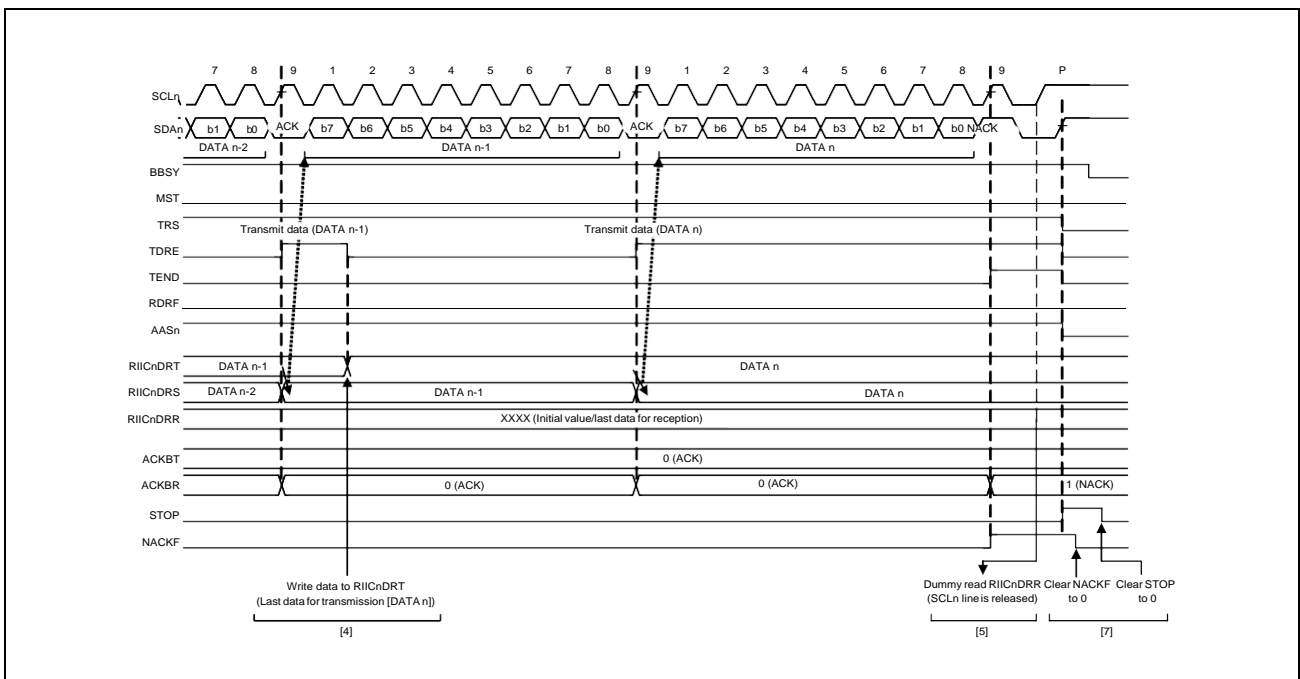 7 8 9 1 2 3 4 5 6 7 8 9 1 2 3 4 5 6 7 8 9 P
SCLn
SDAn b1 b0 ACK b7 b6 b5 b4 b3 b2 b1 b0 ACK b7 b6 b5 b4 b3 b2 b1 b0 NACK
DATA n-2 DATA n-1 DATA n
BBSY
MST
TRS
Transmit data (DATA n-1) Transmit data (DATA n)
TDRE
TEND
RDRF
AASn
RIICnDRT DATA n-1 DATA n
RIICnDRS DATA n-2 DATA n-1 DATA n
RIICnDRR XXXX (Initial value/last data for reception)
ACKBT 0 (ACK)
ACKBR 0 (ACK) 0 (ACK) 1 (NACK)
STOP
NACKF
Write data to RIICnDRT
(Last data for transmission [DATA n])
[4]
Dummy read RIICnDRR
(SCLn line is released)
[5]
Clear NACKF
to 0
Clear STOP
to 0
[7]